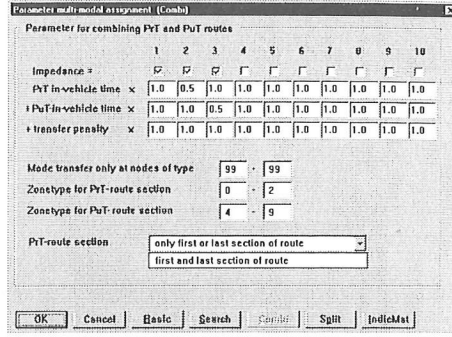 Parameter multi-modal assignment (Combi)
Parameter for combining PrT and PuT routes
1 2 3 4 5 6 7 8 9 10
Impedance =
PrT in-vehicle time x 1.0 0.5 1.0 1.0 1.0 1.0 1.0 1.0 1.0 1.0
+ PuT-in-vehicle time x 1.0 1.0 0.5 1.0 1.0 1.0 1.0 1.0 1.0 1.0
+ transfer penalty x 1.0 1.0 1.0 1.0 1.0 1.0 1.0 1.0 1.0 1.0
Mode transfer only at nodes of type 99 - 99
Zonetype for PrT-route section 0 - 2
Zonetype for PuT-route section 4 - 9
PrT-route section only first or last section of route
first and last section of route
OK Cancel Basic Search Combi Split IndicMat